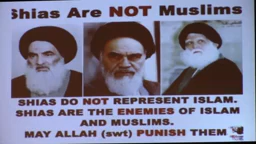 Shias Are NOT Muslims
SHIAS DO NOT REPRESENT ISLAM.
SHIAS ARE THE ENEMIES OF ISLAM
AND MUSLIMS.
MAY ALLAH (swt) PUNISH THEM